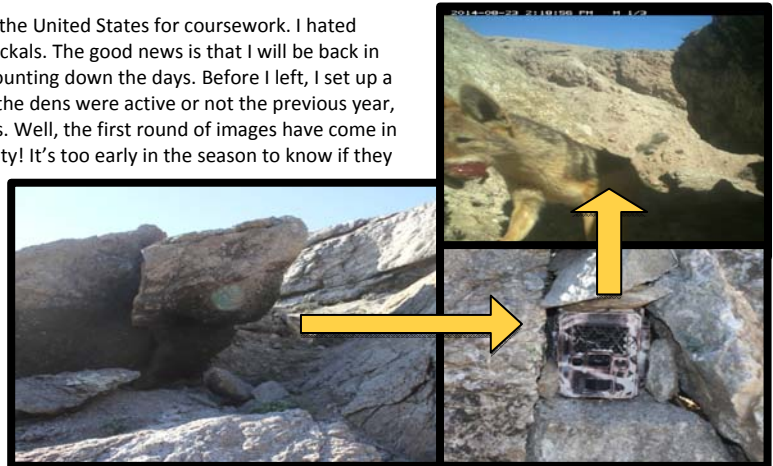 the United States for coursework. I hated
ckals. The good news is that I will be back in
ounting down the days. Before I left, I set up a
the dens were active or not the previous year,
s. Well, the first round of images have come in
ty! It's too early in the season to know if they
2014-08-23 2:18:56 PM M 1/3